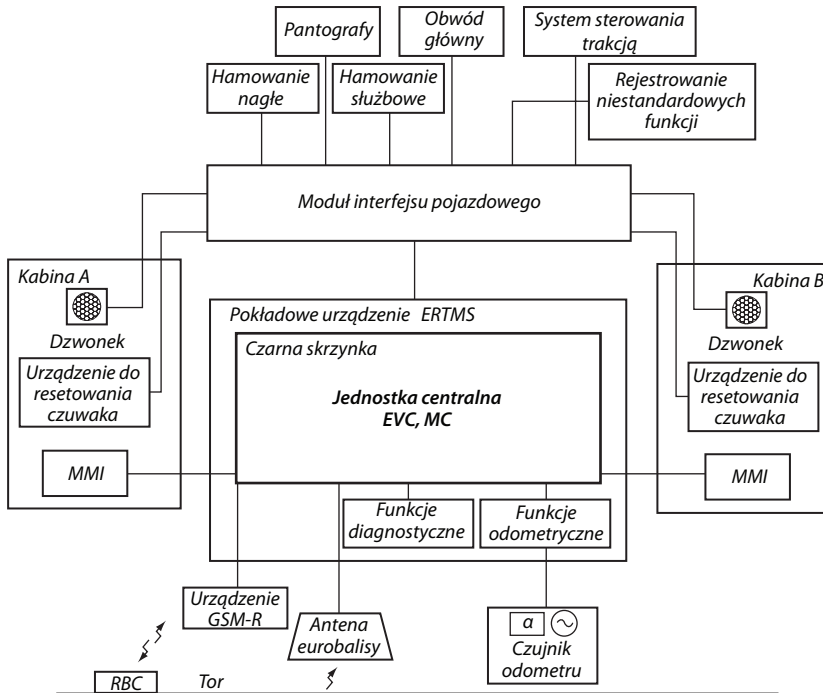 Pantografy
Obwód
główny
System sterowania
trakcją
Hamowanie
nagłe
Hamowanie
służbowe
Rejestrowanie
niestandardowych
funkcji
Moduł interfejsu pojazdowego
Kabina A
Dzwonek
Urządzenie do
resetowania
czuwaka
MMI
Pokładowe urządzenie ERTMS
Czarna skrzynka
Jednostka centralna
EVC, MC
Funkcje
diagnostyczne
Funkcje
odometryczne
Kabina B
Dzwonek
Urządzenie do
resetowania
czuwaka
MMI
Urządzenie
GSM-R
Antena
eurobalisy
α
Czujnik
odometru
RBC
Tor